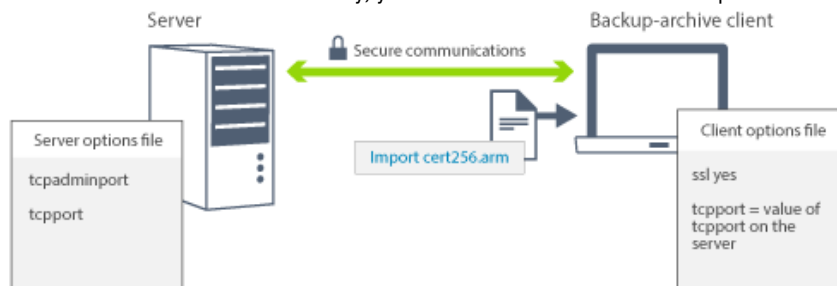 Server
Backup-archive client
Secure communications
Server options file
tcpadminport
tcpport
Import cert256.arm
Client options file
ssl yes
tcpport = value of
tcpport on the
server